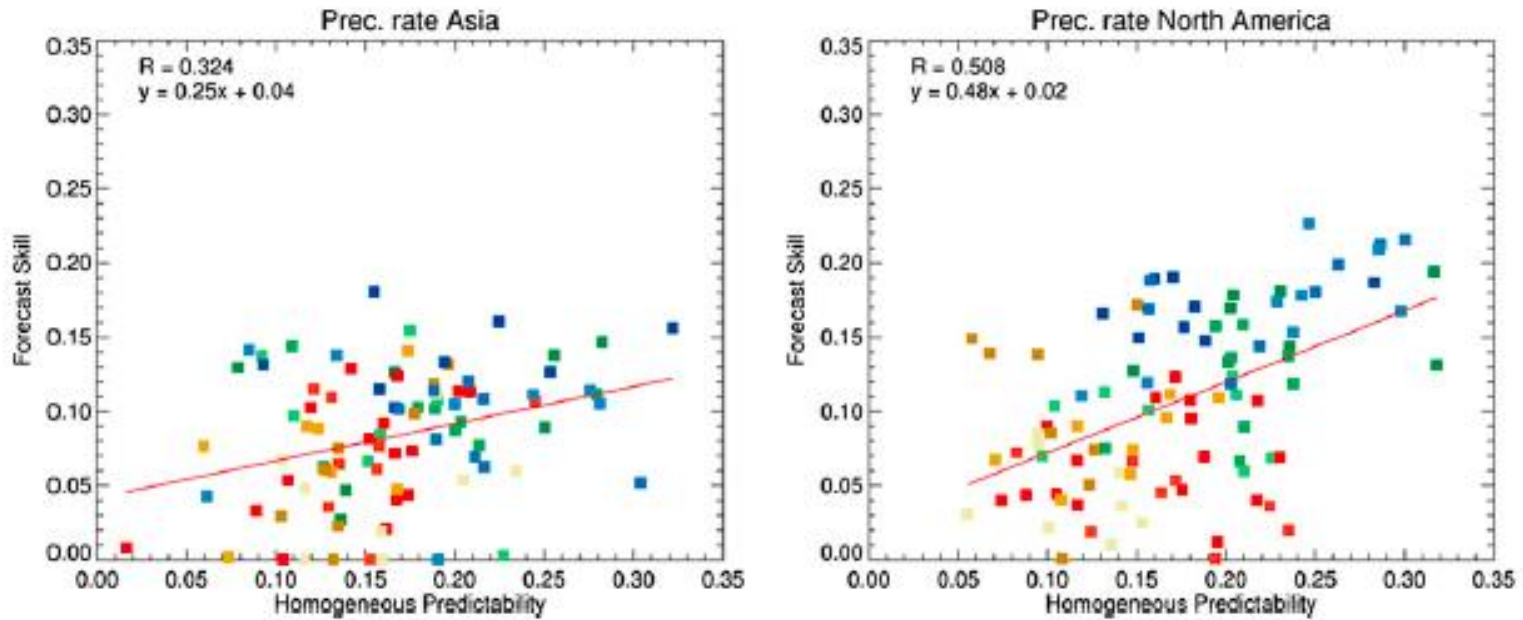 Prec. rate Asia
R = 0.324
y = 0.25x + 0.04
0.35
0.30
0.25
0.20
0.15
0.10
0.05
0.00
Forecast Skill
0.00 0.05 0.10 0.15 0.20 0.25 0.30 0.35
Homogeneous Predictability
Prec. rate North America
R = 0.508
y = 0.48x + 0.02
0.35
0.30
0.25
0.20
0.15
0.10
0.05
0.00
Forecast Skill
0.00 0.05 0.10 0.15 0.20 0.25 0.30 0.35
Homogeneous Predictability